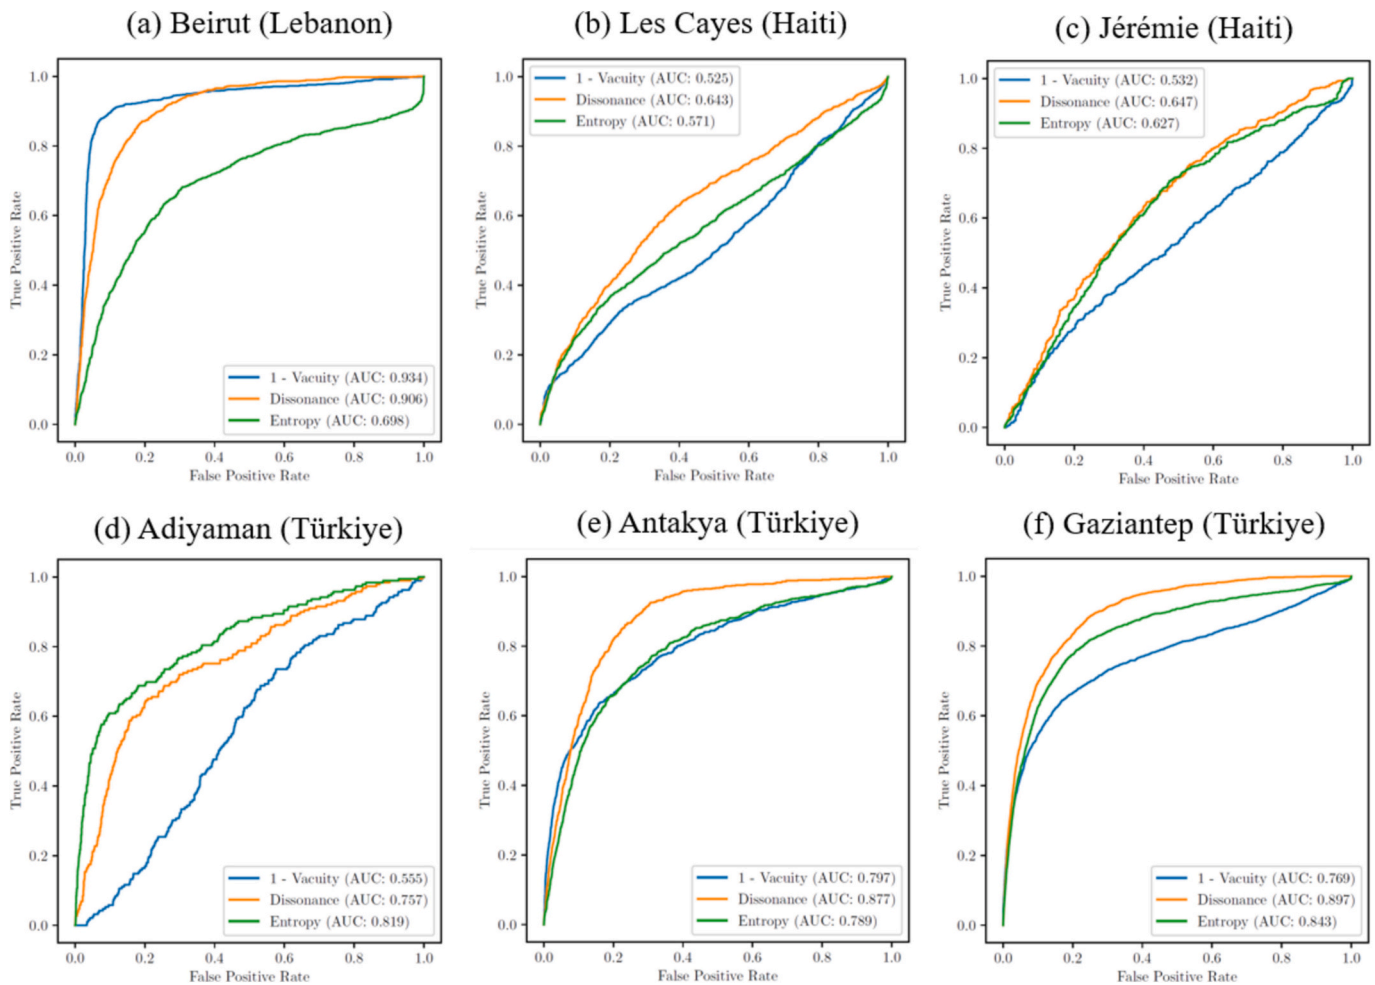 (a) Beirut (Lebanon)
1.0
0.8
0.6
0.4
0.2
0.0
True Positive Rate
1 - Vacuity (AUC: 0.934)
Dissonance (AUC: 0.906)
Entropy (AUC: 0.698)
0.0 0.2 0.4 0.6 0.8 1.0
False Positive Rate
(b) Les Cayes (Haiti)
1.0
0.8
0.6
0.4
0.2
0.0
True Positive Rate
1 - Vacuity (AUC: 0.525)
Dissonance (AUC: 0.643)
Entropy (AUC: 0.571)
0.0 0.2 0.4 0.6 0.8 1.0
False Positive Rate
(c) Jérémie (Haiti)
1.0
0.8
0.6
0.4
0.2
0.0
True Positive Rate
1 - Vacuity (AUC: 0.532)
Dissonance (AUC: 0.647)
Entropy (AUC: 0.627)
0.0 0.2 0.4 0.6 0.8 1.0
False Positive Rate
(d) Adiyaman (Türkiye)
1.0
0.8
0.6
0.4
0.2
0.0
True Positive Rate
1 - Vacuity (AUC: 0.555)
Dissonance (AUC: 0.757)
Entropy (AUC: 0.819)
0.0 0.2 0.4 0.6 0.8 1.0
False Positive Rate
(e) Antakya (Türkiye)
1.0
0.8
0.6
0.4
0.2
0.0
True Positive Rate
1 - Vacuity (AUC: 0.797)
Dissonance (AUC: 0.877)
Entropy (AUC: 0.789)
0.0 0.2 0.4 0.6 0.8 1.0
False Positive Rate
(f) Gaziantep (Türkiye)
1.0
0.8
0.6
0.4
0.2
0.0
True Positive Rate
1 - Vacuity (AUC: 0.769)
Dissonance (AUC: 0.897)
Entropy (AUC: 0.843)
0.0 0.2 0.4 0.6 0.8 1.0
False Positive Rate